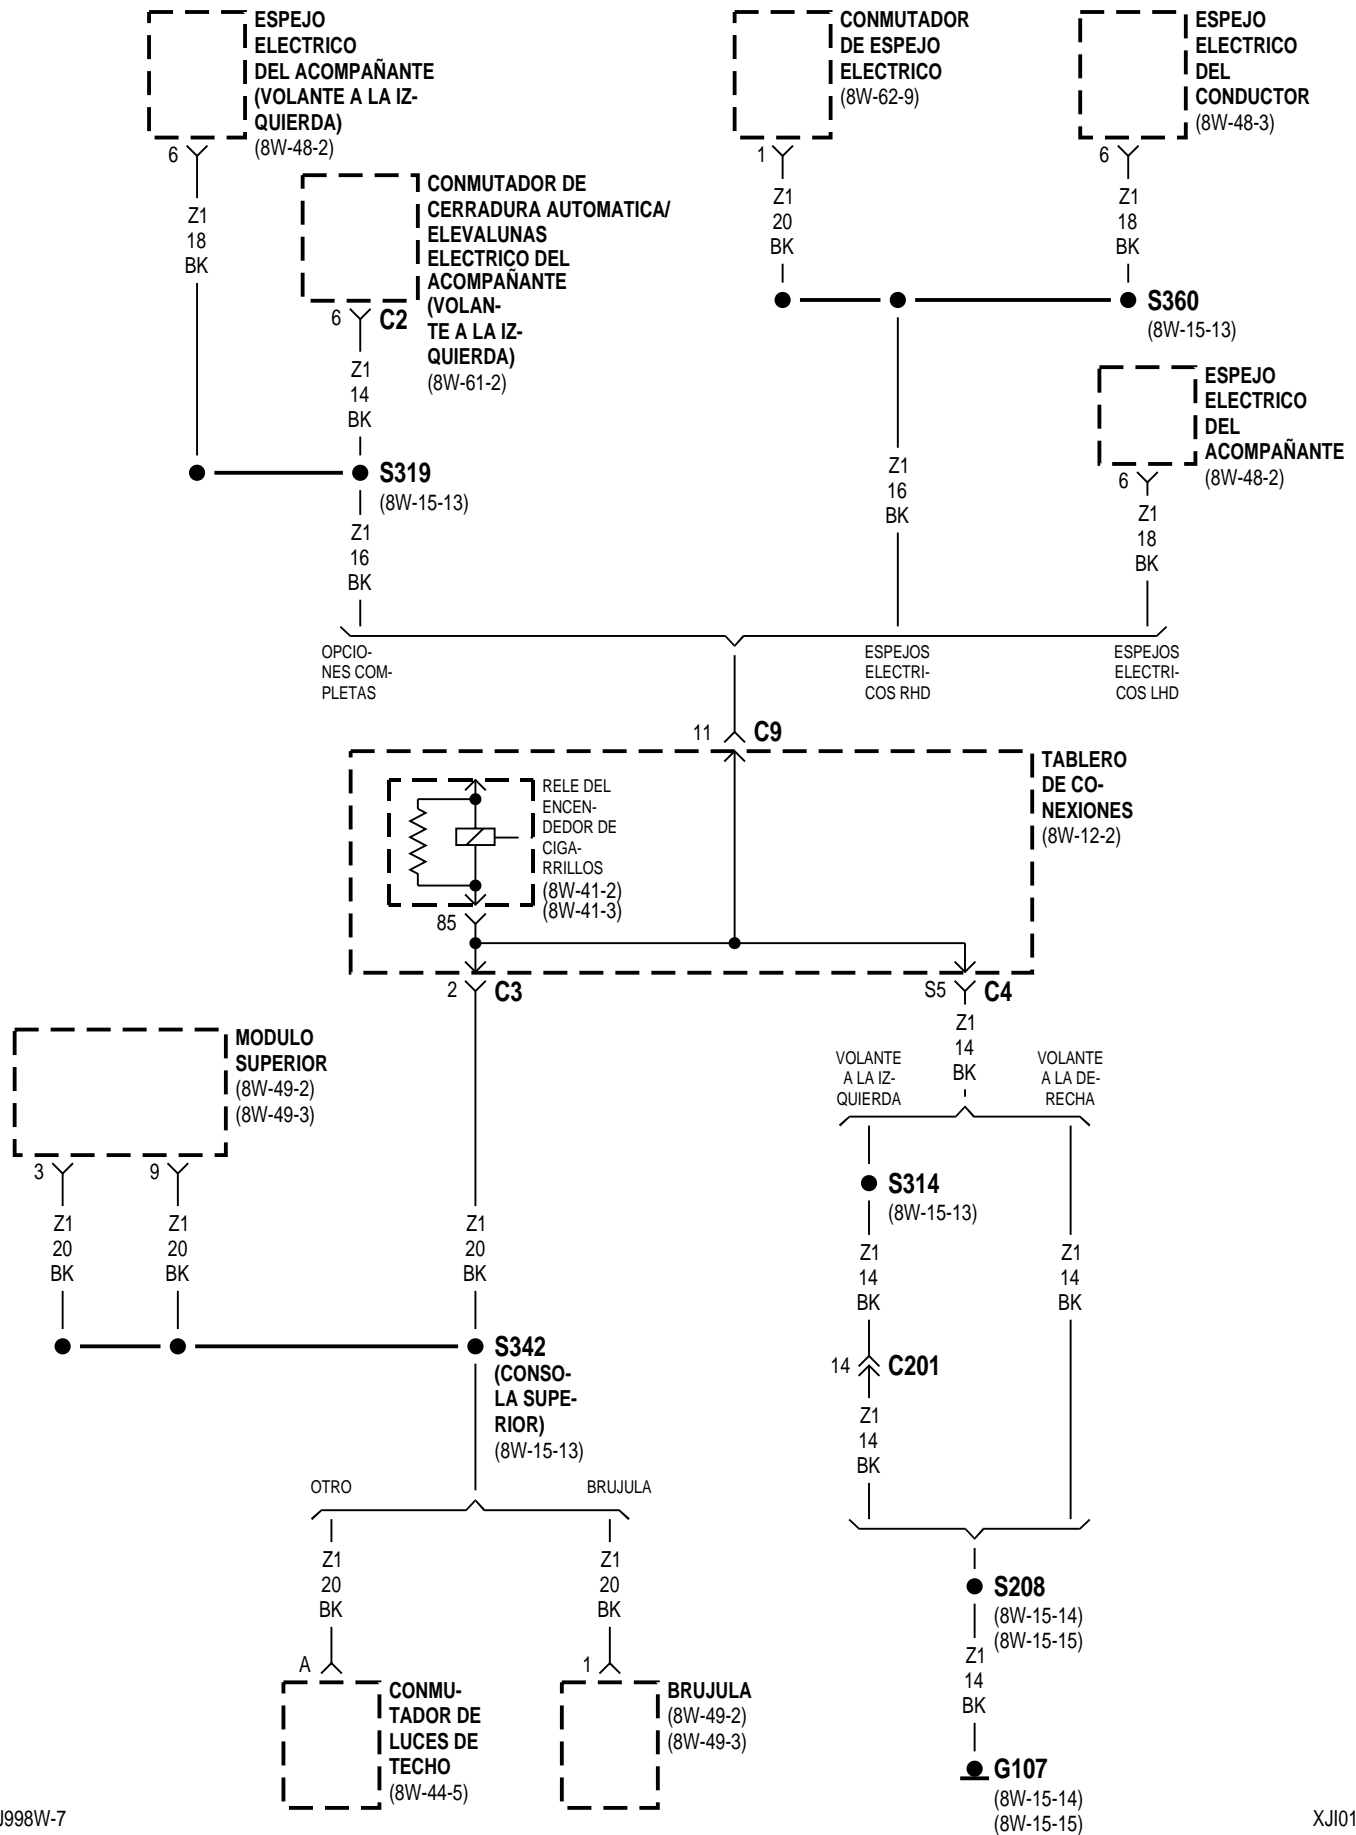 ESPEJO
ELECTRICO
DEL ACOMPAÑANTE
(VOLANTE A LA IZ-
QUIERDA)
(8W-48-2)
6
Z1
18
BK
CONMUTADOR DE
CERRADURA AUTOMATICA/
ELEVALUNAS
ELECTRICO DEL
ACOMPAÑANTE
(VOLAN-
TE A LA IZ-
QUIERDA)
(8W-61-2)
6
C2
Z1
14
BK
S319
(8W-15-13)
Z1
16
BK
CONMUTADOR
DE ESPEJO
ELECTRICO
(8W-62-9)
1
Z1
20
BK
ESPEJO
ELECTRICO
DEL
CONDUCTOR
(8W-48-3)
6
Z1
18
BK
S360
(8W-15-13)
Z1
16
BK
ESPEJO
ELECTRICO
DEL
ACOMPAÑANTE
(8W-48-2)
6
Z1
18
BK
OPCIO-
NES COM-
PLETAS
ESPEJOS
ELECTRI-
COS RHD
ESPEJOS
ELECTRI-
COS LHD
11
C9
TABLERO
DE CO-
NEXIONES
(8W-12-2)
RELE DEL
ENCEN-
DEDOR DE
CIGA-
RRILLOS
(8W-41-2)
(8W-41-3)
85
2
C3
S5
C4
Z1
14
BK
MODULO
SUPERIOR
(8W-49-2)
(8W-49-3)
3
9
Z1
20
BK
Z1
20
BK
Z1
20
BK
S342
(CONSO-
LA SUPE-
RIOR)
(8W-15-13)
VOLANTE
A LA IZ-
QUIERDA
VOLANTE
A LA DE-
RECHA
S314
(8W-15-13)
Z1
14
BK
Z1
14
BK
14
C201
Z1
14
BK
OTRO
BRUJULA
Z1
20
BK
Z1
20
BK
A
CONMU-
TADOR DE
LUCES DE
TECHO
(8W-44-5)
1
BRUJULA
(8W-49-2)
(8W-49-3)
S208
(8W-15-14)
(8W-15-15)
Z1
14
BK
G107
(8W-15-14)
(8W-15-15)
J998W-7
XJI01